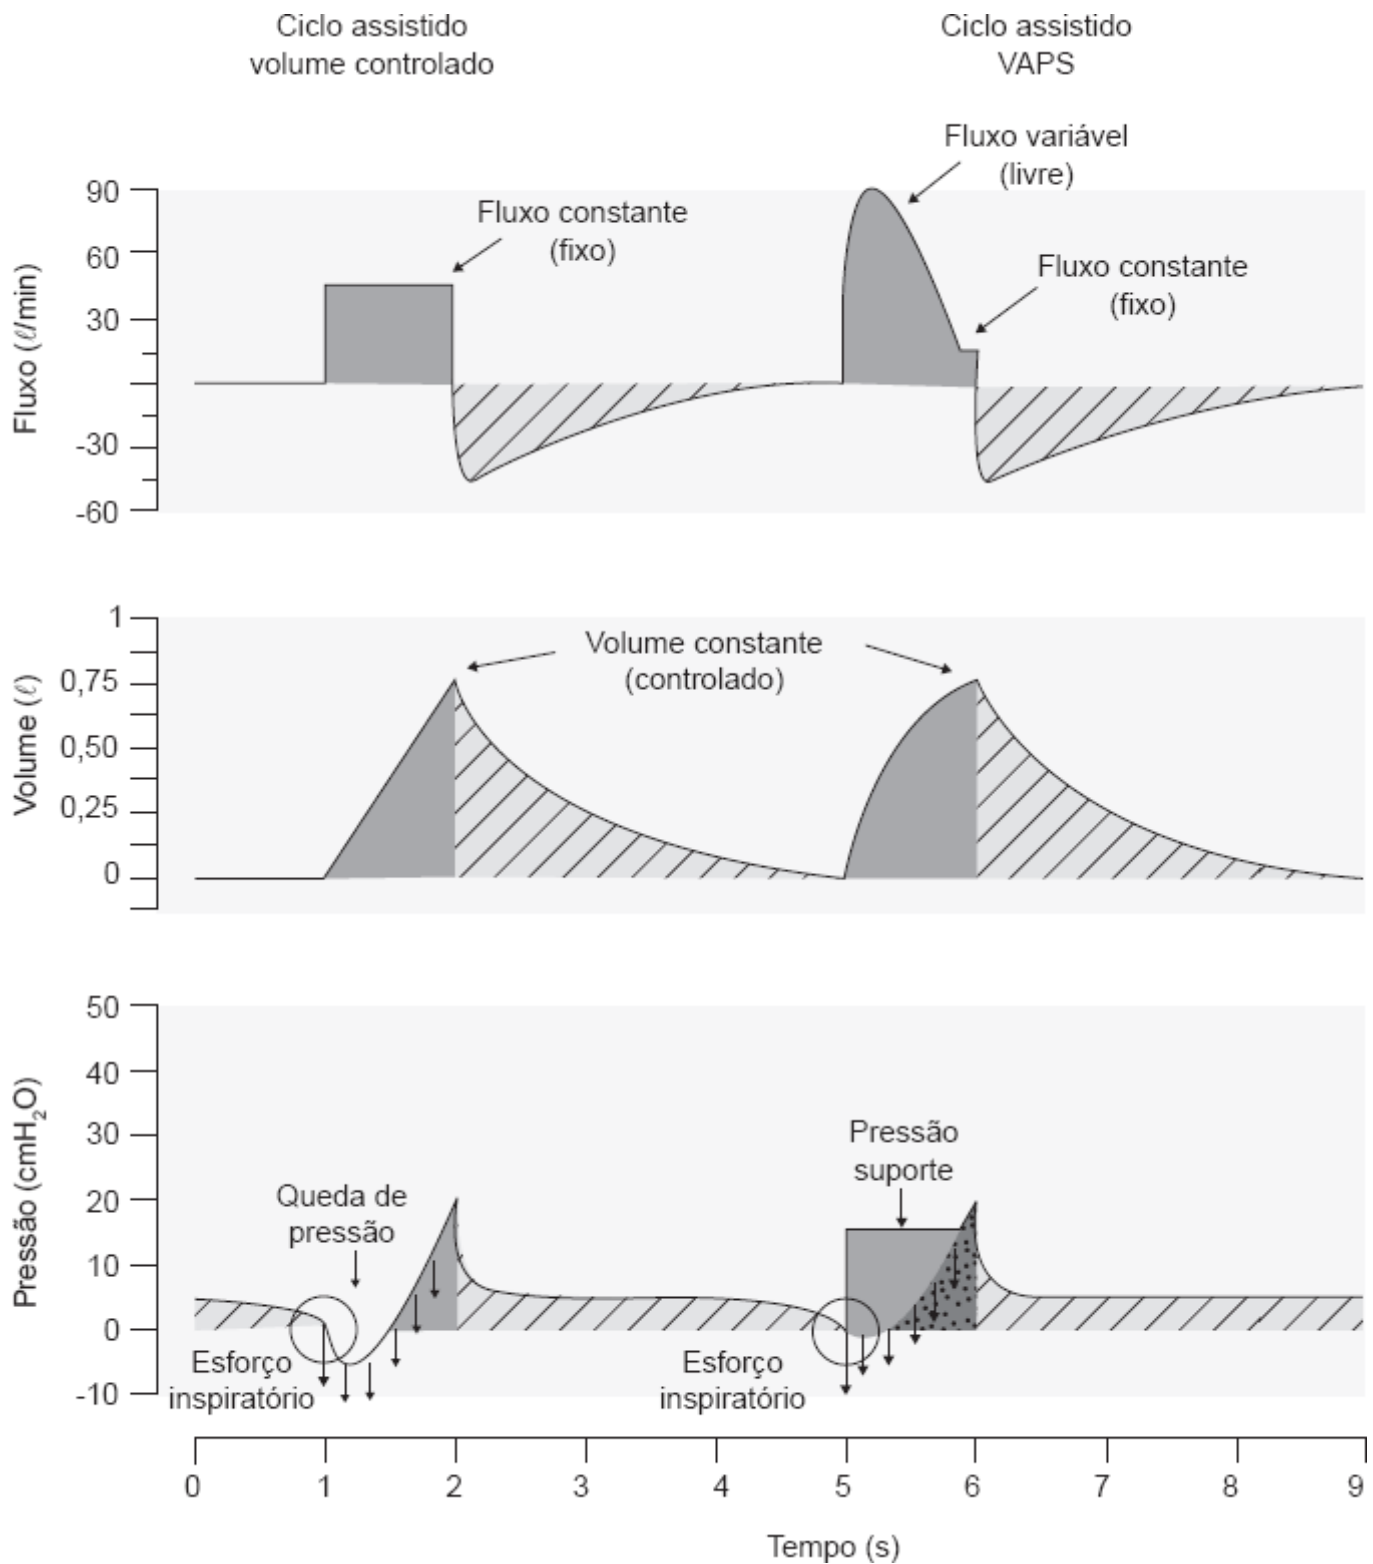 Ciclo assistido
volume controlado
Ciclo assistido
VAPS
Fluxo variável
(livre)
Fluxo constante
(fixo)
Fluxo constante
(fixo)
Fluxo (ℓ/min)
90
60
30
-30
-60
Volume constante
(controlado)
Volume (ℓ)
1
0,75
0,50
0,25
0
Pressão (cmH₂O)
50
40
30
20
10
0
-10
Pressão
suporte
Queda de
pressão
Esforço
inspiratório
Esforço
inspiratório
0 1 2 3 4 5 6 7 8 9
Tempo (s)